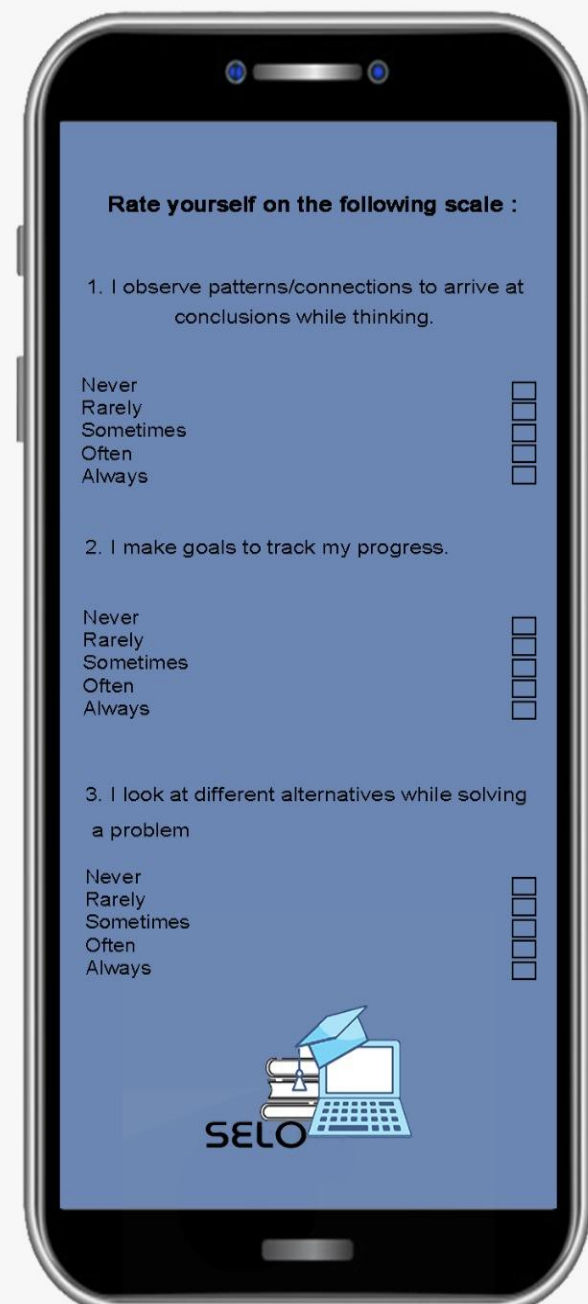 Rate yourself on the following scale :
1. I observe patterns/connections to arrive at
conclusions while thinking.
Never
Rarely
Sometimes
Often
Always
2. I make goals to track my progress.
Never
Rarely
Sometimes
Often
Always
3. I look at different alternatives while solving
a problem
Never
Rarely
Sometimes
Often
Always
SELO